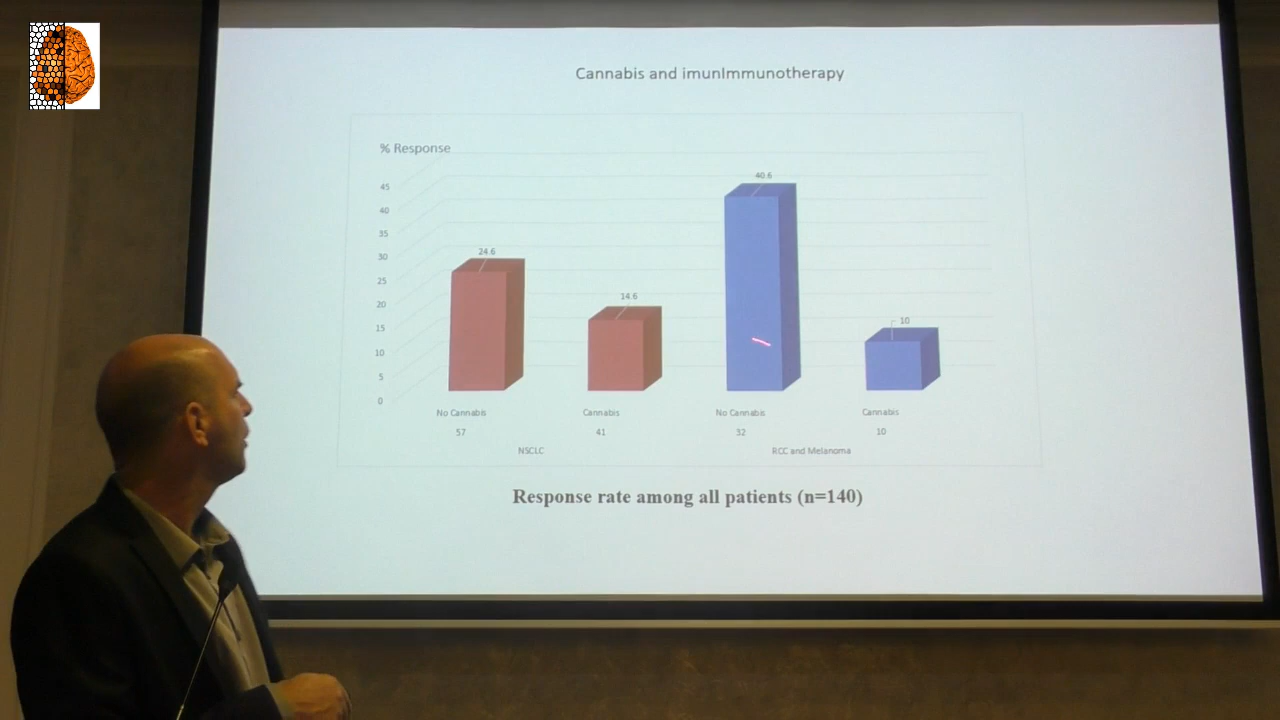 Cannabis and imunImmunotherapy
% Response
45
40
35
30
25
20
15
10
5
0
24.6
14.6
40.6
10
No Cannabis
Cannabis
No Cannabis
Cannabis
57
41
32
10
NSCLC
RCC and Melanoma
Response rate among all patients (n=140)